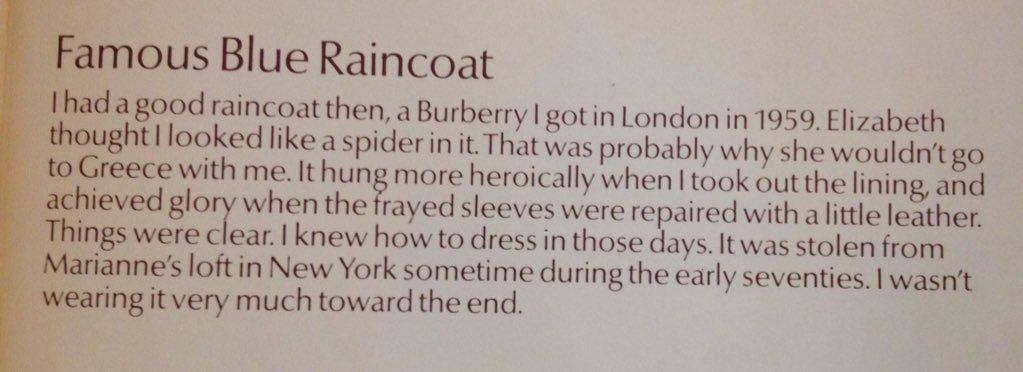 Famous Blue Raincoat
I had a good raincoat then, a Burberry I got in London in 1959. Elizabeth
thought I looked like a spider in it. That was probably why she wouldn't go
to Greece with me. It hung more heroically when I took out the lining, and
achieved glory when the frayed sleeves were repaired with a little leather.
Things were clear. I knew how to dress in those days. It was stolen from
Marianne's loft in New York sometime during the early seventies. I wasn't
wearing it very much toward the end.